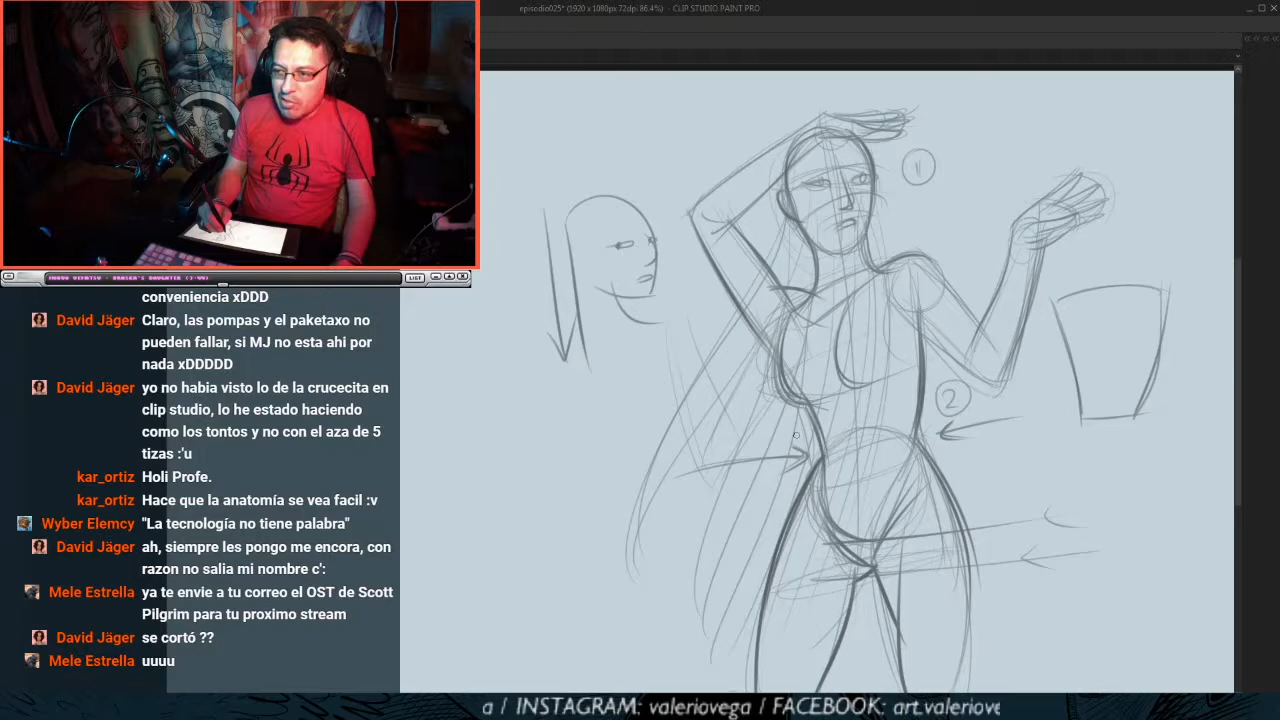 episodio025* (1920 x 1080px 72dpi 86.4%) - CLIP STUDIO PAINT PRO
LIST
conveniencia xDDD
David Jäger Claro, las pompas y el paketaxo no
pueden fallar, si MJ no esta ahi por
nada xDDDDD
David Jäger yo no habia visto lo de la crucecita en
clip studio, lo he estado haciendo
como los tontos y no con el aza de 5
tizas :'u
kar_ortiz Holi Profe.
kar_ortiz Hace que la anatomía se vea facil :v
Wyber Elemcy "La tecnología no tiene palabra"
David Jäger ah, siempre les pongo me encora, con
razon no salia mi nombre c':
Mele Estrella ya te envie a tu correo el OST de Scott
Pilgrim para tu proximo stream
David Jäger se cortó ??
Mele Estrella uuuu
1
2
a / INSTAGRAM: valeriovega / FACEBOOK: art.valeriove